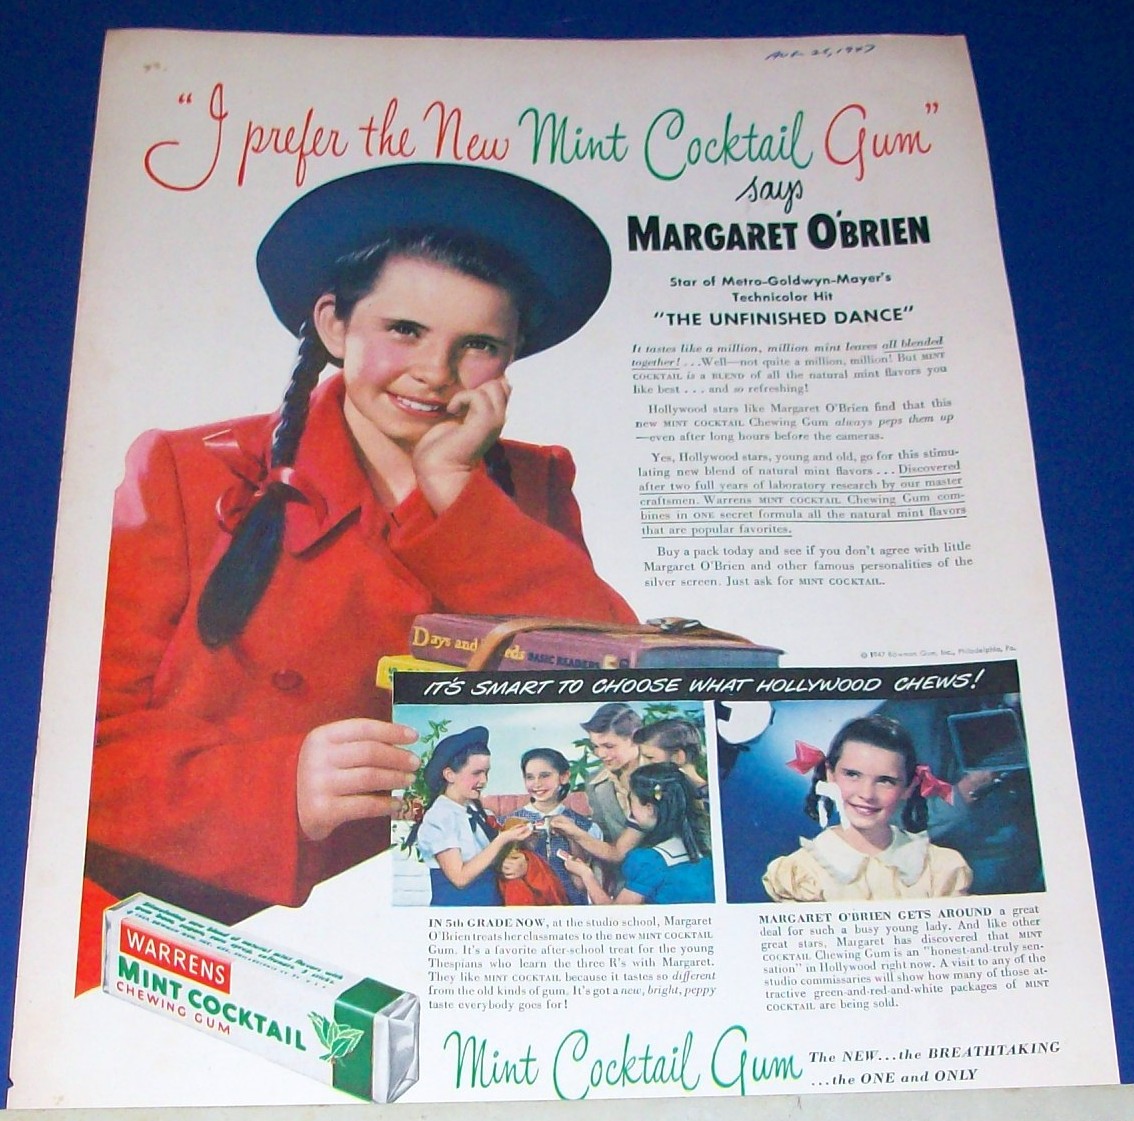 Aug 25, 1947
"I prefer the New Mint Cocktail Gum"
says
MARGARET O'BRIEN
Star of Metro-Goldwyn-Mayer's
Technicolor Hit
"THE UNFINISHED DANCE"
It tastes like a million, million mint leaves all blended
together! . . . Well—not quite a million, million! But MINT
COCKTAIL is a BLEND of all the natural mint flavors you
like best . . . and so refreshing!
Hollywood stars like Margaret O'Brien find that this
new MINT COCKTAIL Chewing Gum always peps them up
—even after long hours before the cameras.
Yes, Hollywood stars, young and old, go for this stimu-
lating new blend of natural mint flavors . . . Discovered
after two full years of laboratory research by our master
craftsmen. Warrens MINT COCKTAIL Chewing Gum com-
bines in ONE secret formula all the natural mint flavors
that are popular favorites.
Buy a pack today and see if you don't agree with little
Margaret O'Brien and other famous personalities of the
silver screen. Just ask for MINT COCKTAIL.
© 1947 Bowman Gum, Inc., Philadelphia, Pa.
Days and eds BASIC READERS
IT'S SMART TO CHOOSE WHAT HOLLYWOOD CHEWS!
IN 5th GRADE NOW, at the studio school, Margaret
O'Brien treats her classmates to the new MINT COCKTAIL
Gum. It's a favorite after-school treat for the young
Thespians who learn the three R's with Margaret.
They like MINT COCKTAIL because it tastes so different
from the old kinds of gum. It's got a new, bright, peppy
taste everybody goes for!
MARGARET O'BRIEN GETS AROUND a great
deal for such a busy young lady. And like other
great stars, Margaret has discovered that MINT
COCKTAIL Chewing Gum is an "honest-and-truly sen-
sation" in Hollywood right now. A visit to any of the
studio commissaries will show how many of those at-
tractive green-and-red-and-white packages of MINT
COCKTAIL are being sold.
WARRENS
MINT COCKTAIL
CHEWING GUM
Mint Cocktail Gum
The NEW...the BREATHTAKING
...the ONE and ONLY